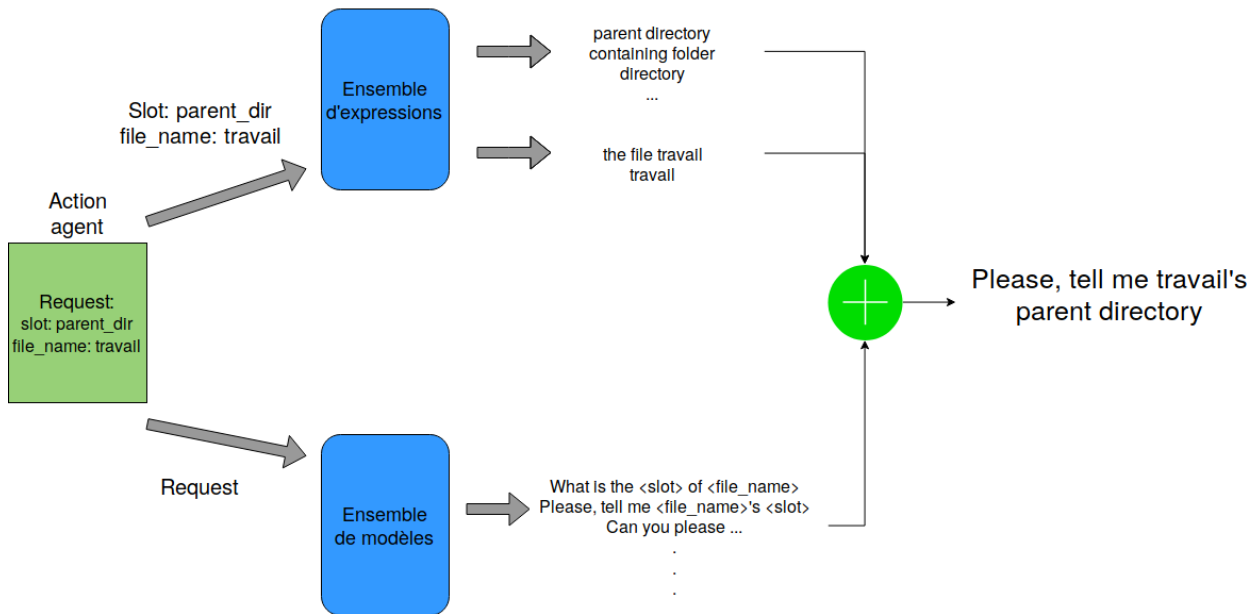 Slot: parent_dir
file_name: travail
Action
agent
Request:
slot: parent_dir
file_name: travail
Request
Ensemble
d'expressions
parent directory
containing folder
directory
...
the file travail
travail
Ensemble
de modèles
What is the <slot> of <file_name>
Please, tell me <file_name>'s <slot>
Can you please ...
.
.
.
Please, tell me travail's
parent directory